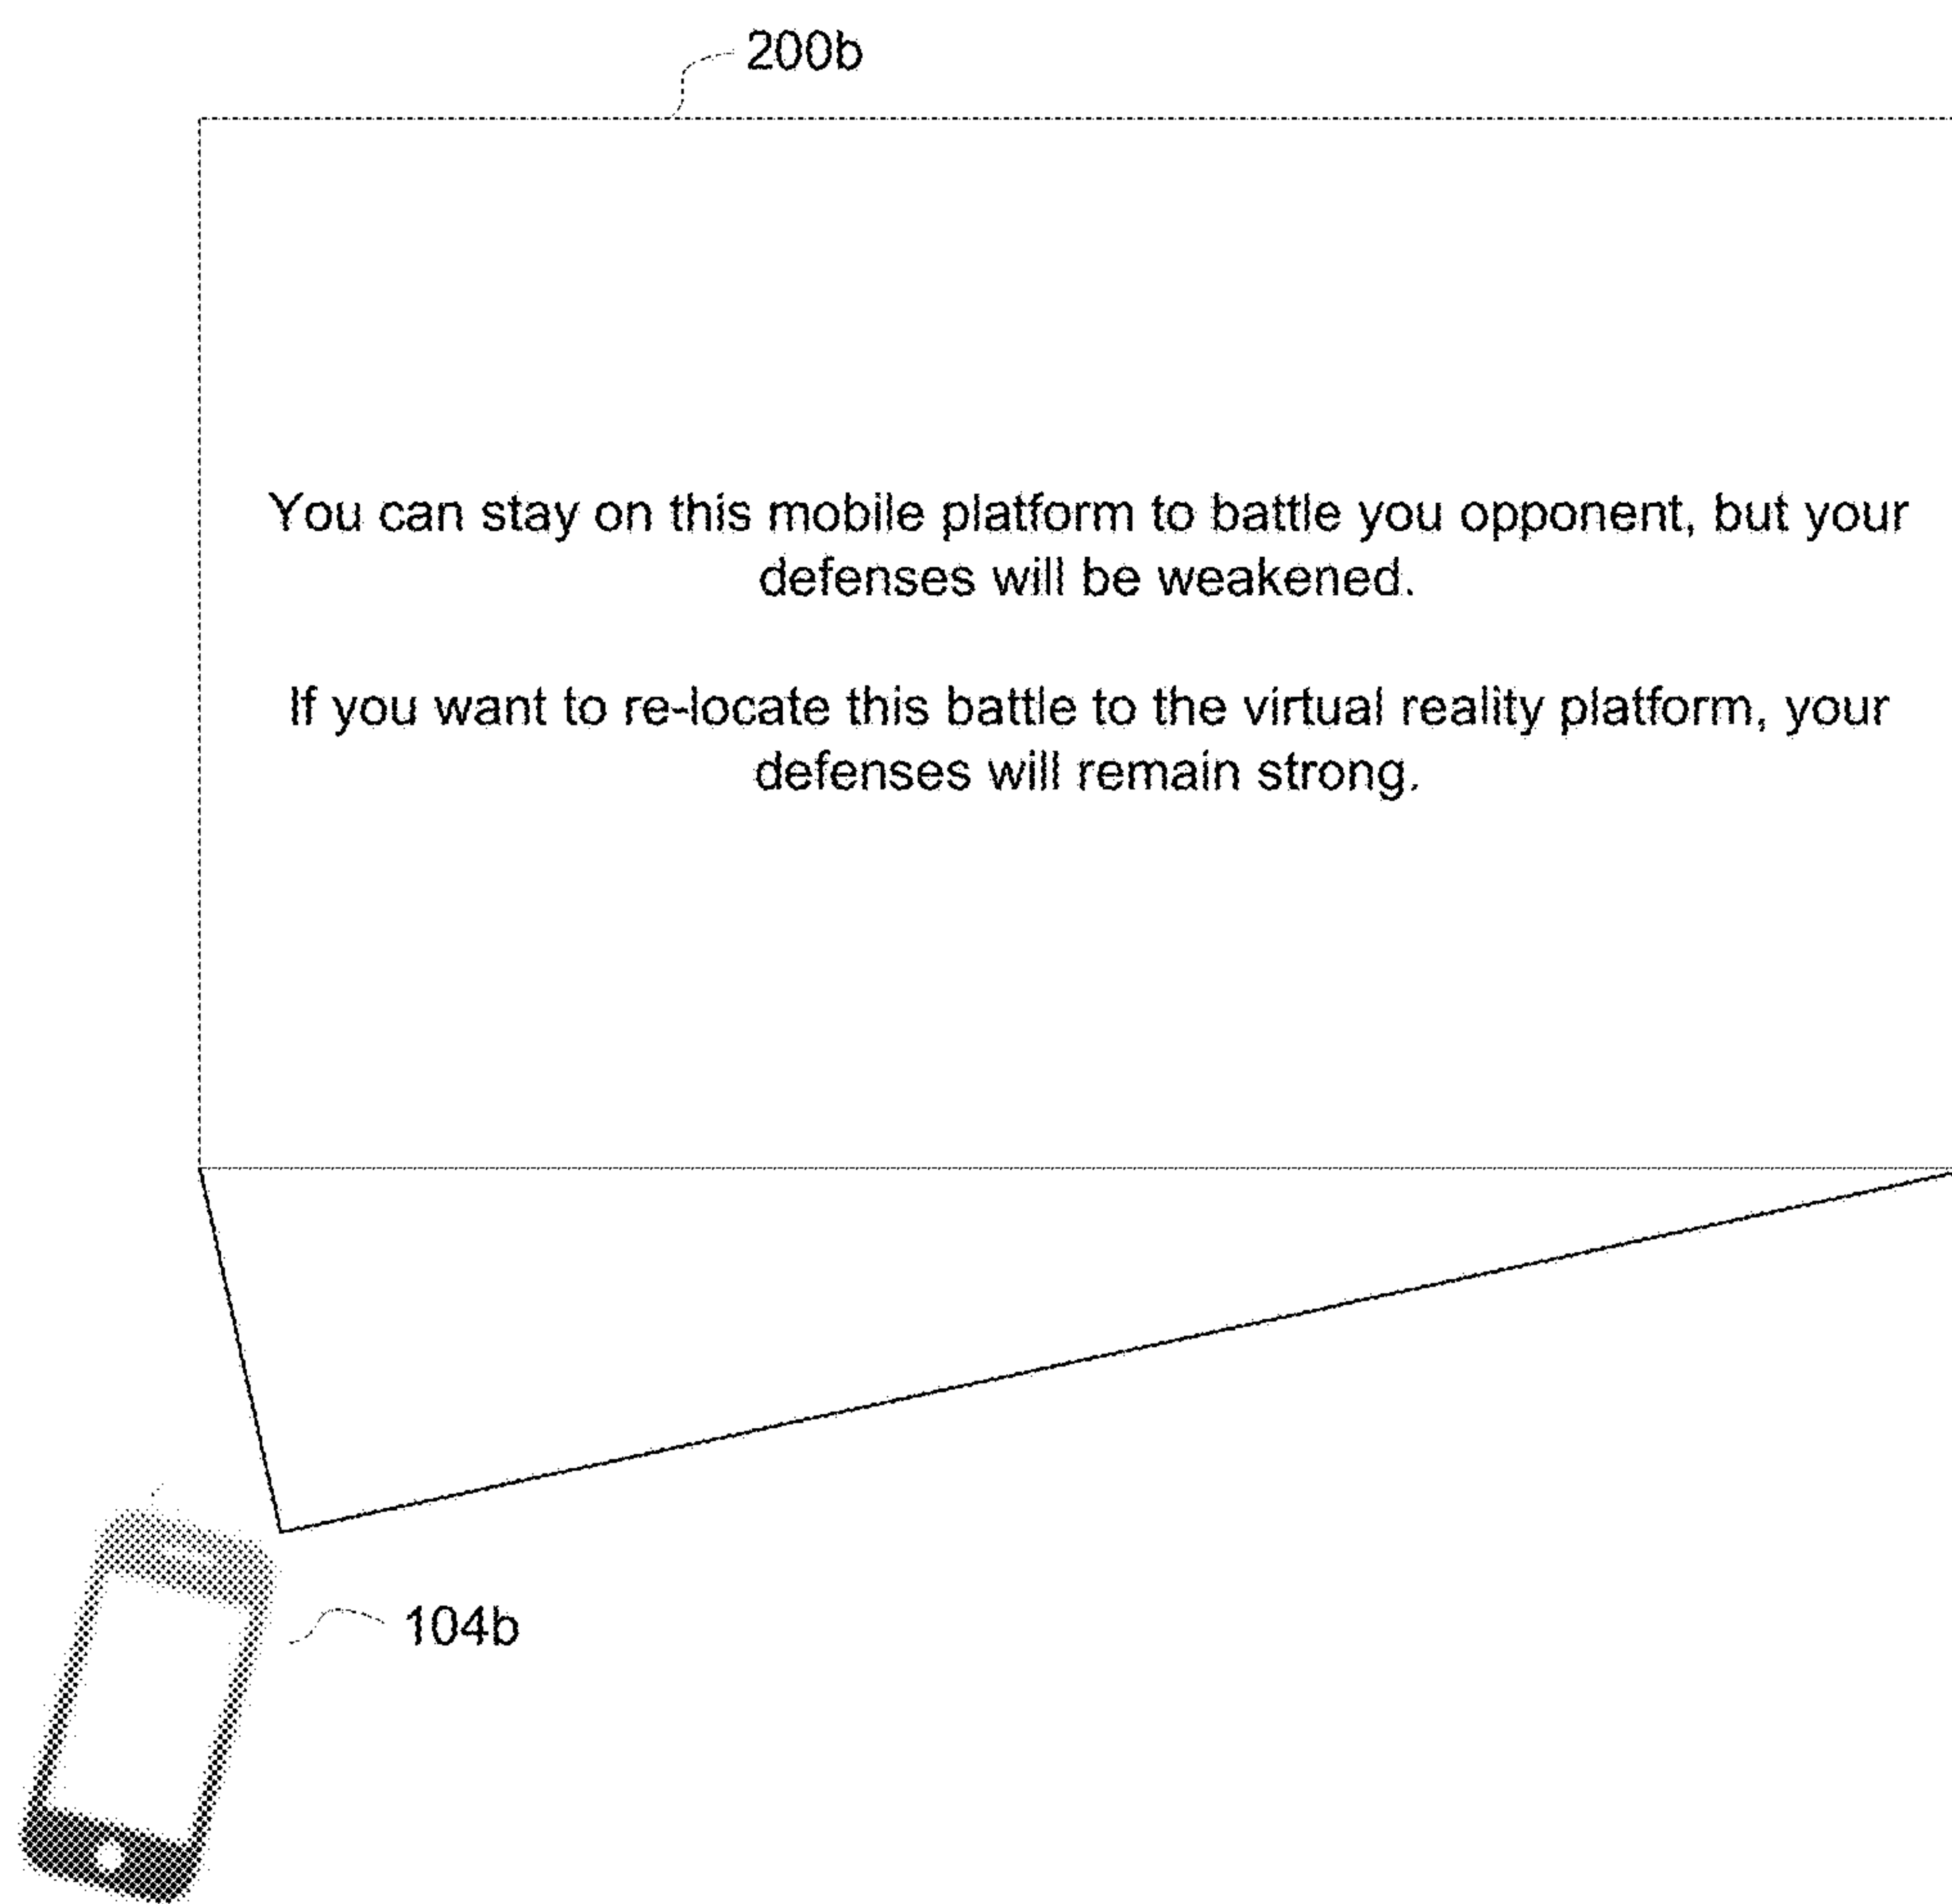 200b
You can stay on this mobile platform to battle you opponent, but your
defenses will be weakened.
If you want to re-locate this battle to the virtual reality platform, your
defenses will remain strong.
104b